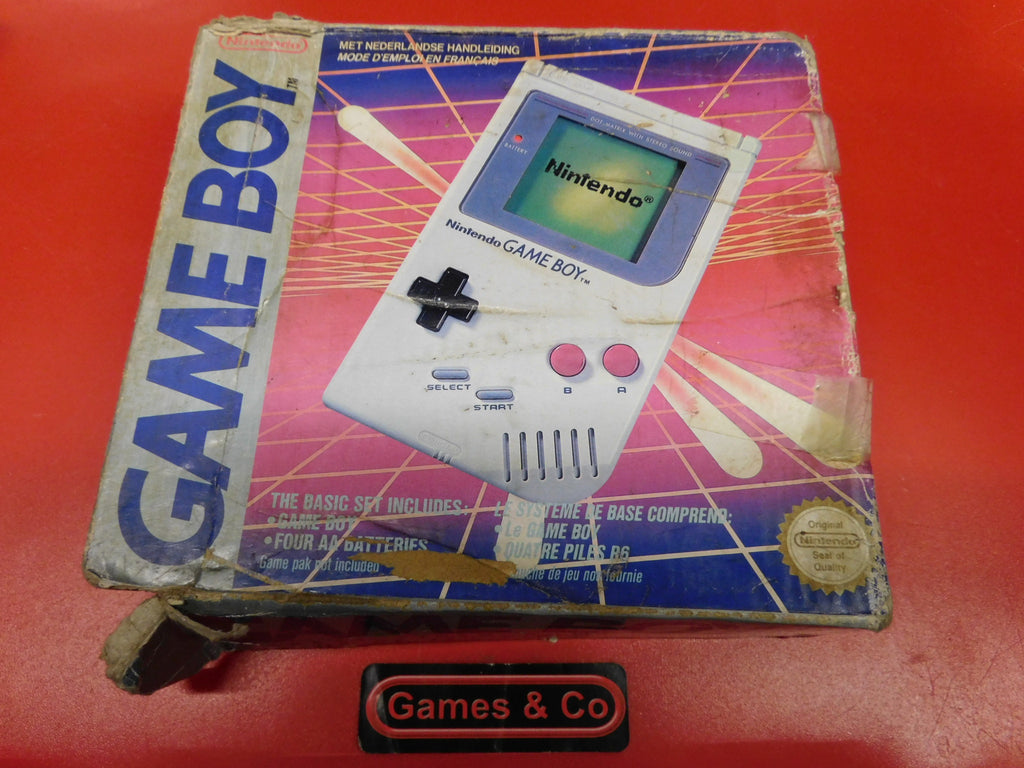 Nintendo
GAME BOY™
MET NEDERLANDSE HANDLEIDING
MODE D'EMPLOI EN FRANÇAIS
DOT MATRIX WITH STEREO SOUND
BATTERY
Nintendo®
Nintendo GAME BOY™
SELECT
START
B
A
THE BASIC SET INCLUDES:
•GAME BOY
•FOUR AA BATTERIES
Game pak not included
LE SYSTEME DE BASE COMPREND:
•Le GAME BOY
•QUATRE PILES R6
de jeu non fournie
Original
Nintendo
Seal of
Quality
Games & Co